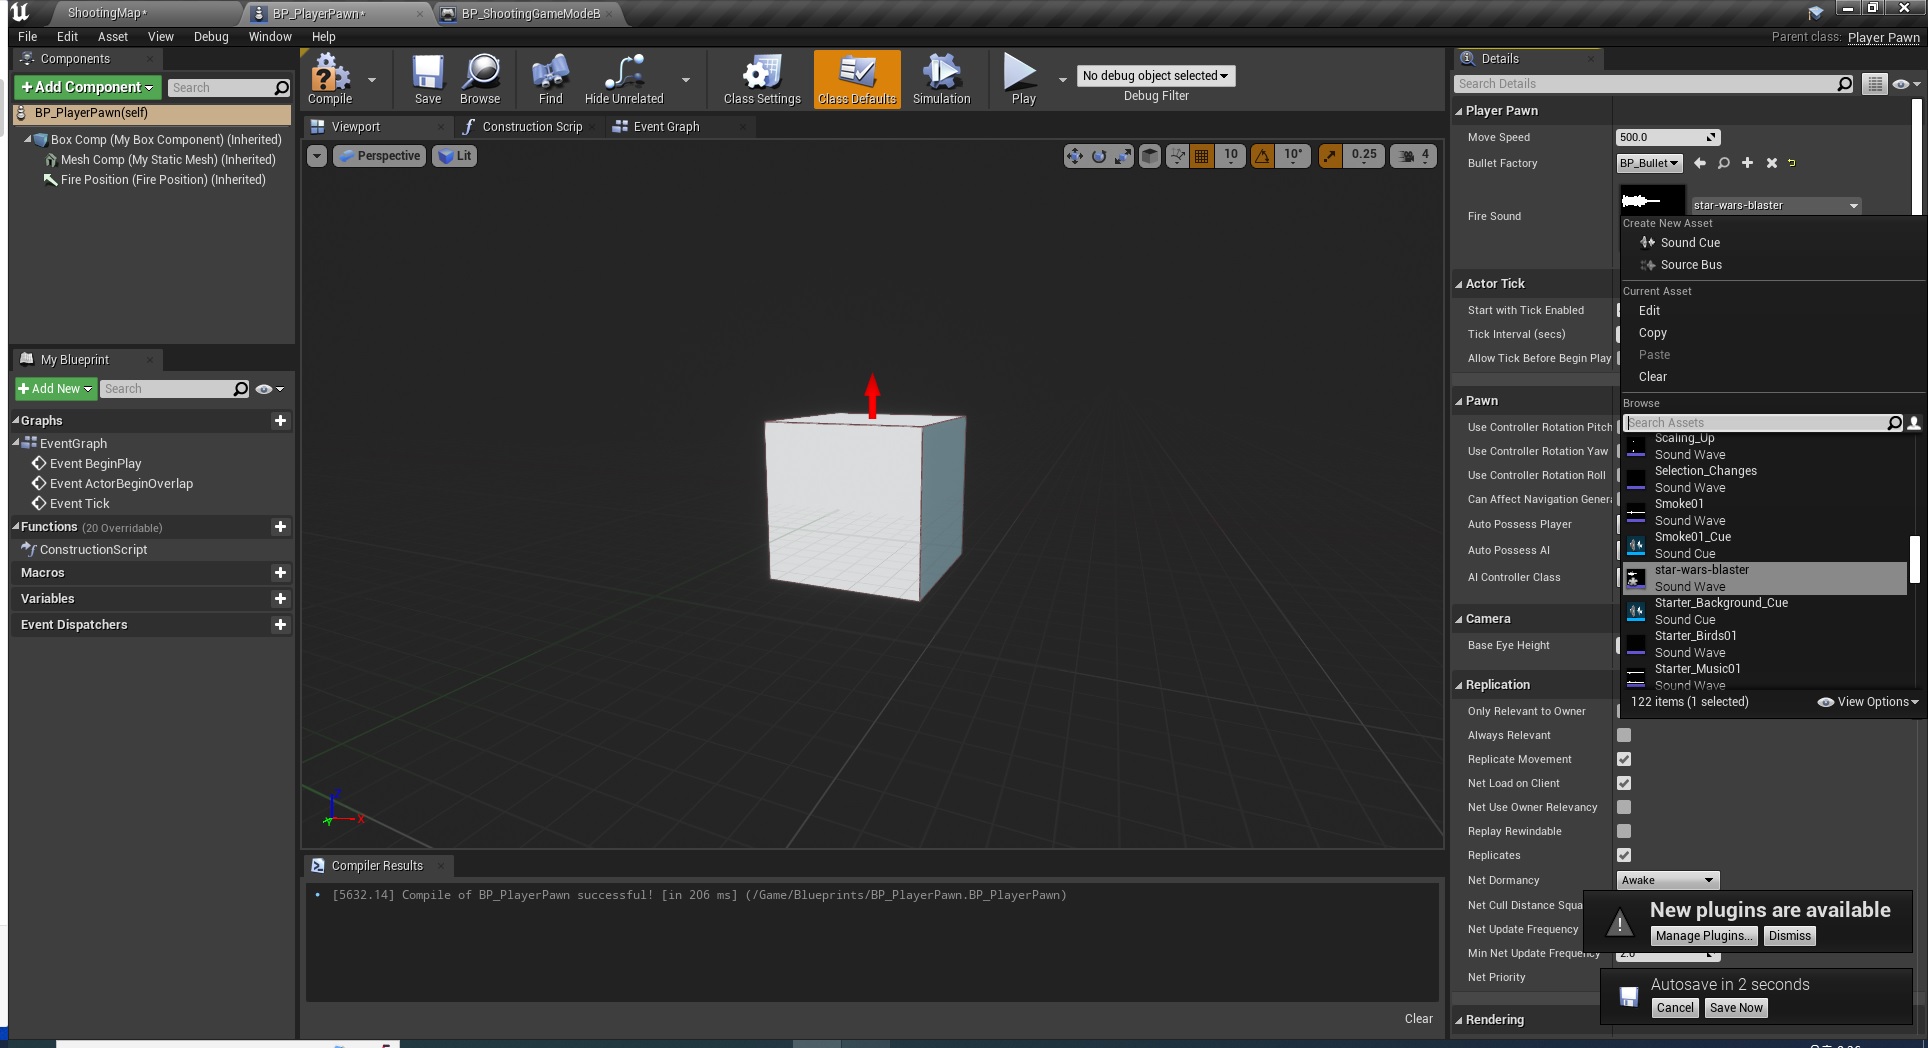 ShootingMap*
BP_PlayerPawn*
BP_ShootingGameModeB
File Edit Asset View Debug Window Help
Parent class: Player Pawn
Components
+Add Component
Search
BP_PlayerPawn(self)
Box Comp (My Box Component) (Inherited)
Mesh Comp (My Static Mesh) (Inherited)
Fire Position (Fire Position) (Inherited)
My Blueprint
+Add New
Search
Graphs
EventGraph
Event BeginPlay
Event ActorBeginOverlap
Event Tick
Functions (20 Overridable)
ConstructionScript
Macros
Variables
Event Dispatchers
Compile
Save
Browse
Find
Hide Unrelated
Class Settings
Class Defaults
Simulation
Play
No debug object selected
Debug Filter
Viewport
Construction Scrip
Event Graph
Perspective
Lit
10
10°
0.25
4
X
Compiler Results
[5632.14] Compile of BP_PlayerPawn successful! [in 206 ms] (/Game/Blueprints/BP_PlayerPawn.BP_PlayerPawn)
Clear
Details
Search Details
Player Pawn
Move Speed 500.0
Bullet Factory BP_Bullet
Fire Sound star-wars-blaster
Create New Asset
Sound Cue
Source Bus
Current Asset
Edit
Copy
Paste
Clear
Browse
Search Assets
Scaling_Up
Sound Wave
Selection_Changes
Sound Wave
Smoke01
Sound Wave
Smoke01_Cue
Sound Cue
star-wars-blaster
Sound Wave
Starter_Background_Cue
Sound Cue
Starter_Birds01
Sound Wave
Starter_Music01
Sound Wave
122 items (1 selected)
View Options
Actor Tick
Start with Tick Enabled
Tick Interval (secs)
Allow Tick Before Begin Play
Pawn
Use Controller Rotation Pitch
Use Controller Rotation Yaw
Use Controller Rotation Roll
Can Affect Navigation Genera
Auto Possess Player
Auto Possess AI
AI Controller Class
Camera
Base Eye Height
Replication
Only Relevant to Owner
Always Relevant
Replicate Movement
Net Load on Client
Net Use Owner Relevancy
Replay Rewindable
Replicates
Net Dormancy Awake
Net Cull Distance Squa
Net Update Frequency
Min Net Update Frequency 2.0
Net Priority
Rendering
New plugins are available
Manage Plugins...
Dismiss
Autosave in 2 seconds
Cancel
Save Now